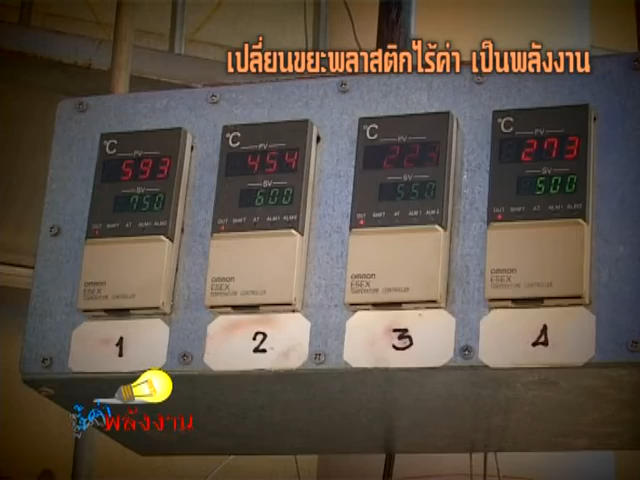 เปลี่ยนขยะพลาสติกไร้ค่า เป็นพลังงาน
°C PV 593
SV 750
OUT SHIFT AT ALM1 ALM2
OMRON
E5EX
TEMPERATURE CONTROLLER
1
°C PV 454
SV 600
OUT SHIFT AT ALM1 ALM2
OMRON
E5EX
TEMPERATURE CONTROLLER
2
°C PV
SV 550
OUT SHIFT AT ALM1 ALM2
OMRON
E5EX
TEMPERATURE CONTROLLER
3
°C PV 273
SV 500
OUT SHIFT AT ALM1 ALM2
OMRON
E5EX
TEMPERATURE CONTROLLER
4
พลังงาน